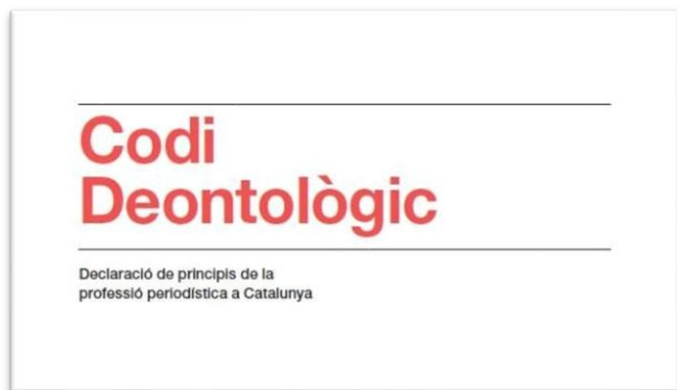 Codi
Deontològic
Declaració de principis de la
professió periodística a Catalunya